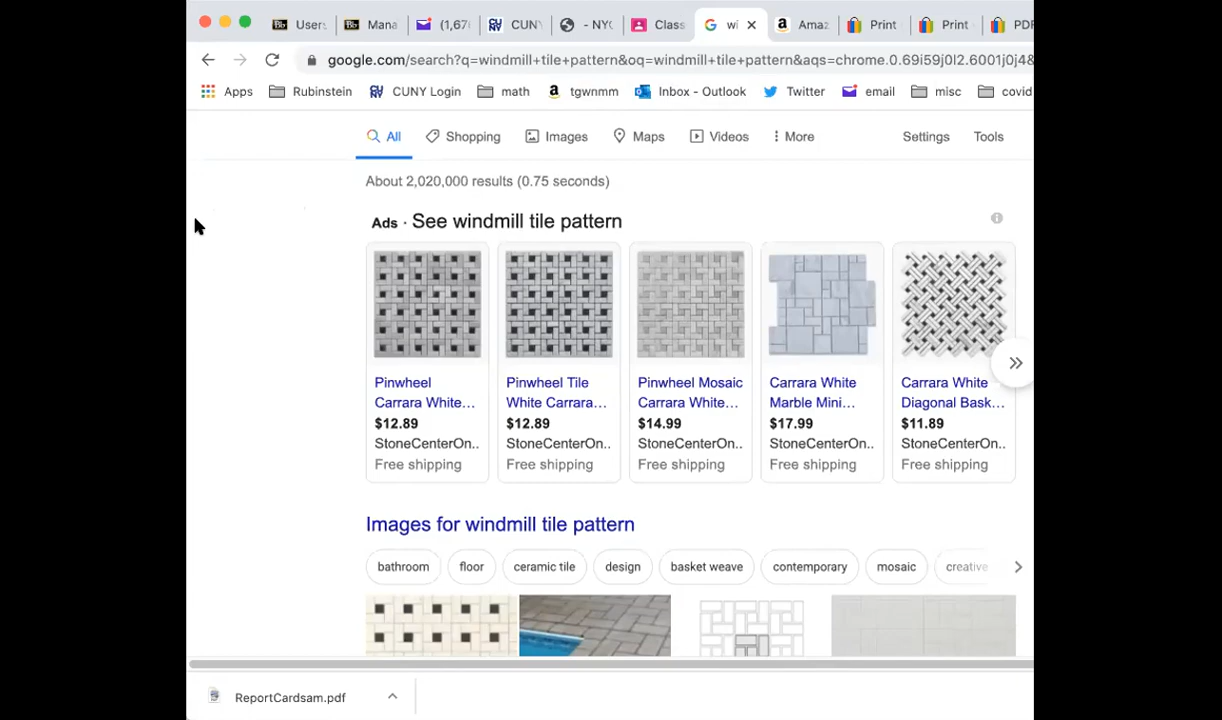 Users
Mana
(1,67
CUNY
- NYC
Class
wi
Amaz
Print
Print
PDF
google.com/search?q=windmill+tile+pattern&oq=windmill+tile+pattern&aqs=chrome.0.69i59j0l2.6001j0j4&
Apps
Rubinstein
CUNY Login
math
tgwnmm
Inbox - Outlook
Twitter
email
misc
covid
All
Shopping
Images
Maps
Videos
More
Settings
Tools
About 2,020,000 results (0.75 seconds)
Ads · See windmill tile pattern
Pinwheel
Carrara White...
$12.89
StoneCenterOn..
Free shipping
Pinwheel Tile
White Carrara...
$12.89
StoneCenterOn..
Free shipping
Pinwheel Mosaic
Carrara White...
$14.99
StoneCenterOn..
Free shipping
Carrara White
Marble Mini...
$17.99
StoneCenterOn..
Free shipping
Carrara White
Diagonal Bask...
$11.89
StoneCenterOn..
Free shipping
Images for windmill tile pattern
bathroom
floor
ceramic tile
design
basket weave
contemporary
mosaic
creative
ReportCardsam.pdf